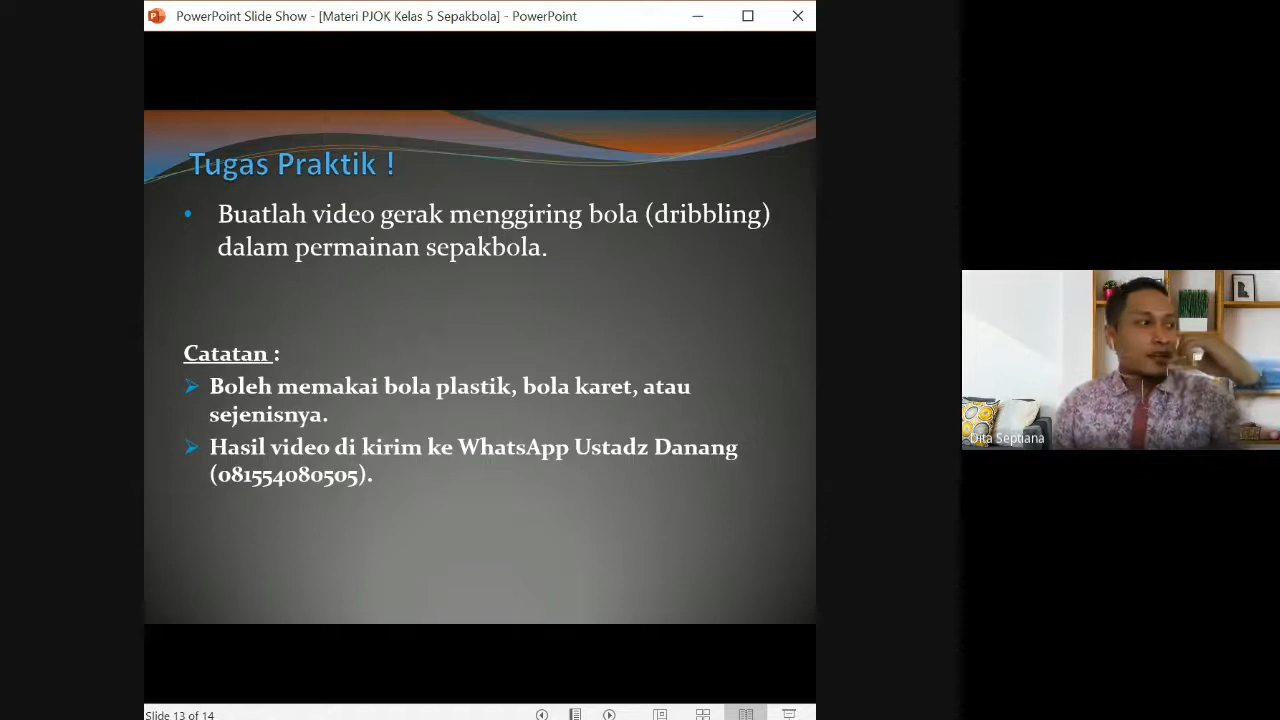 PowerPoint Slide Show - [Materi PJOK Kelas 5 Sepakbola] - PowerPoint
Tugas Praktik !
• Buatlah video gerak menggiring bola (dribbling)
dalam permainan sepakbola.
Catatan :
➢ Boleh memakai bola plastik, bola karet, atau
sejenisnya.
➢ Hasil video di kirim ke WhatsApp Ustadz Danang
(081554080505).
Dita Septiana
Slide 13 of 14